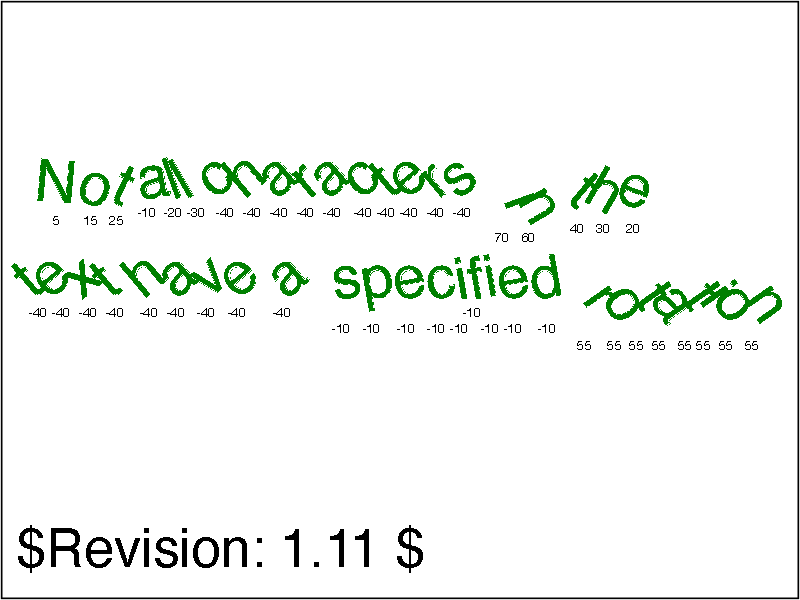 Not all characters in the
5 15 25 -10 -20 -30 -40 -40 -40 -40 -40 -40 -40 -40 -40 -40 70 60 40 30 20
text have a specified rotation
-40 -40 -40 -40 -40 -40 -40 -40 -40 -10
-10 -10 -10 -10 -10 -10 -10 -10 55 55 55 55 55 55 55 55
$Revision: 1.11 $